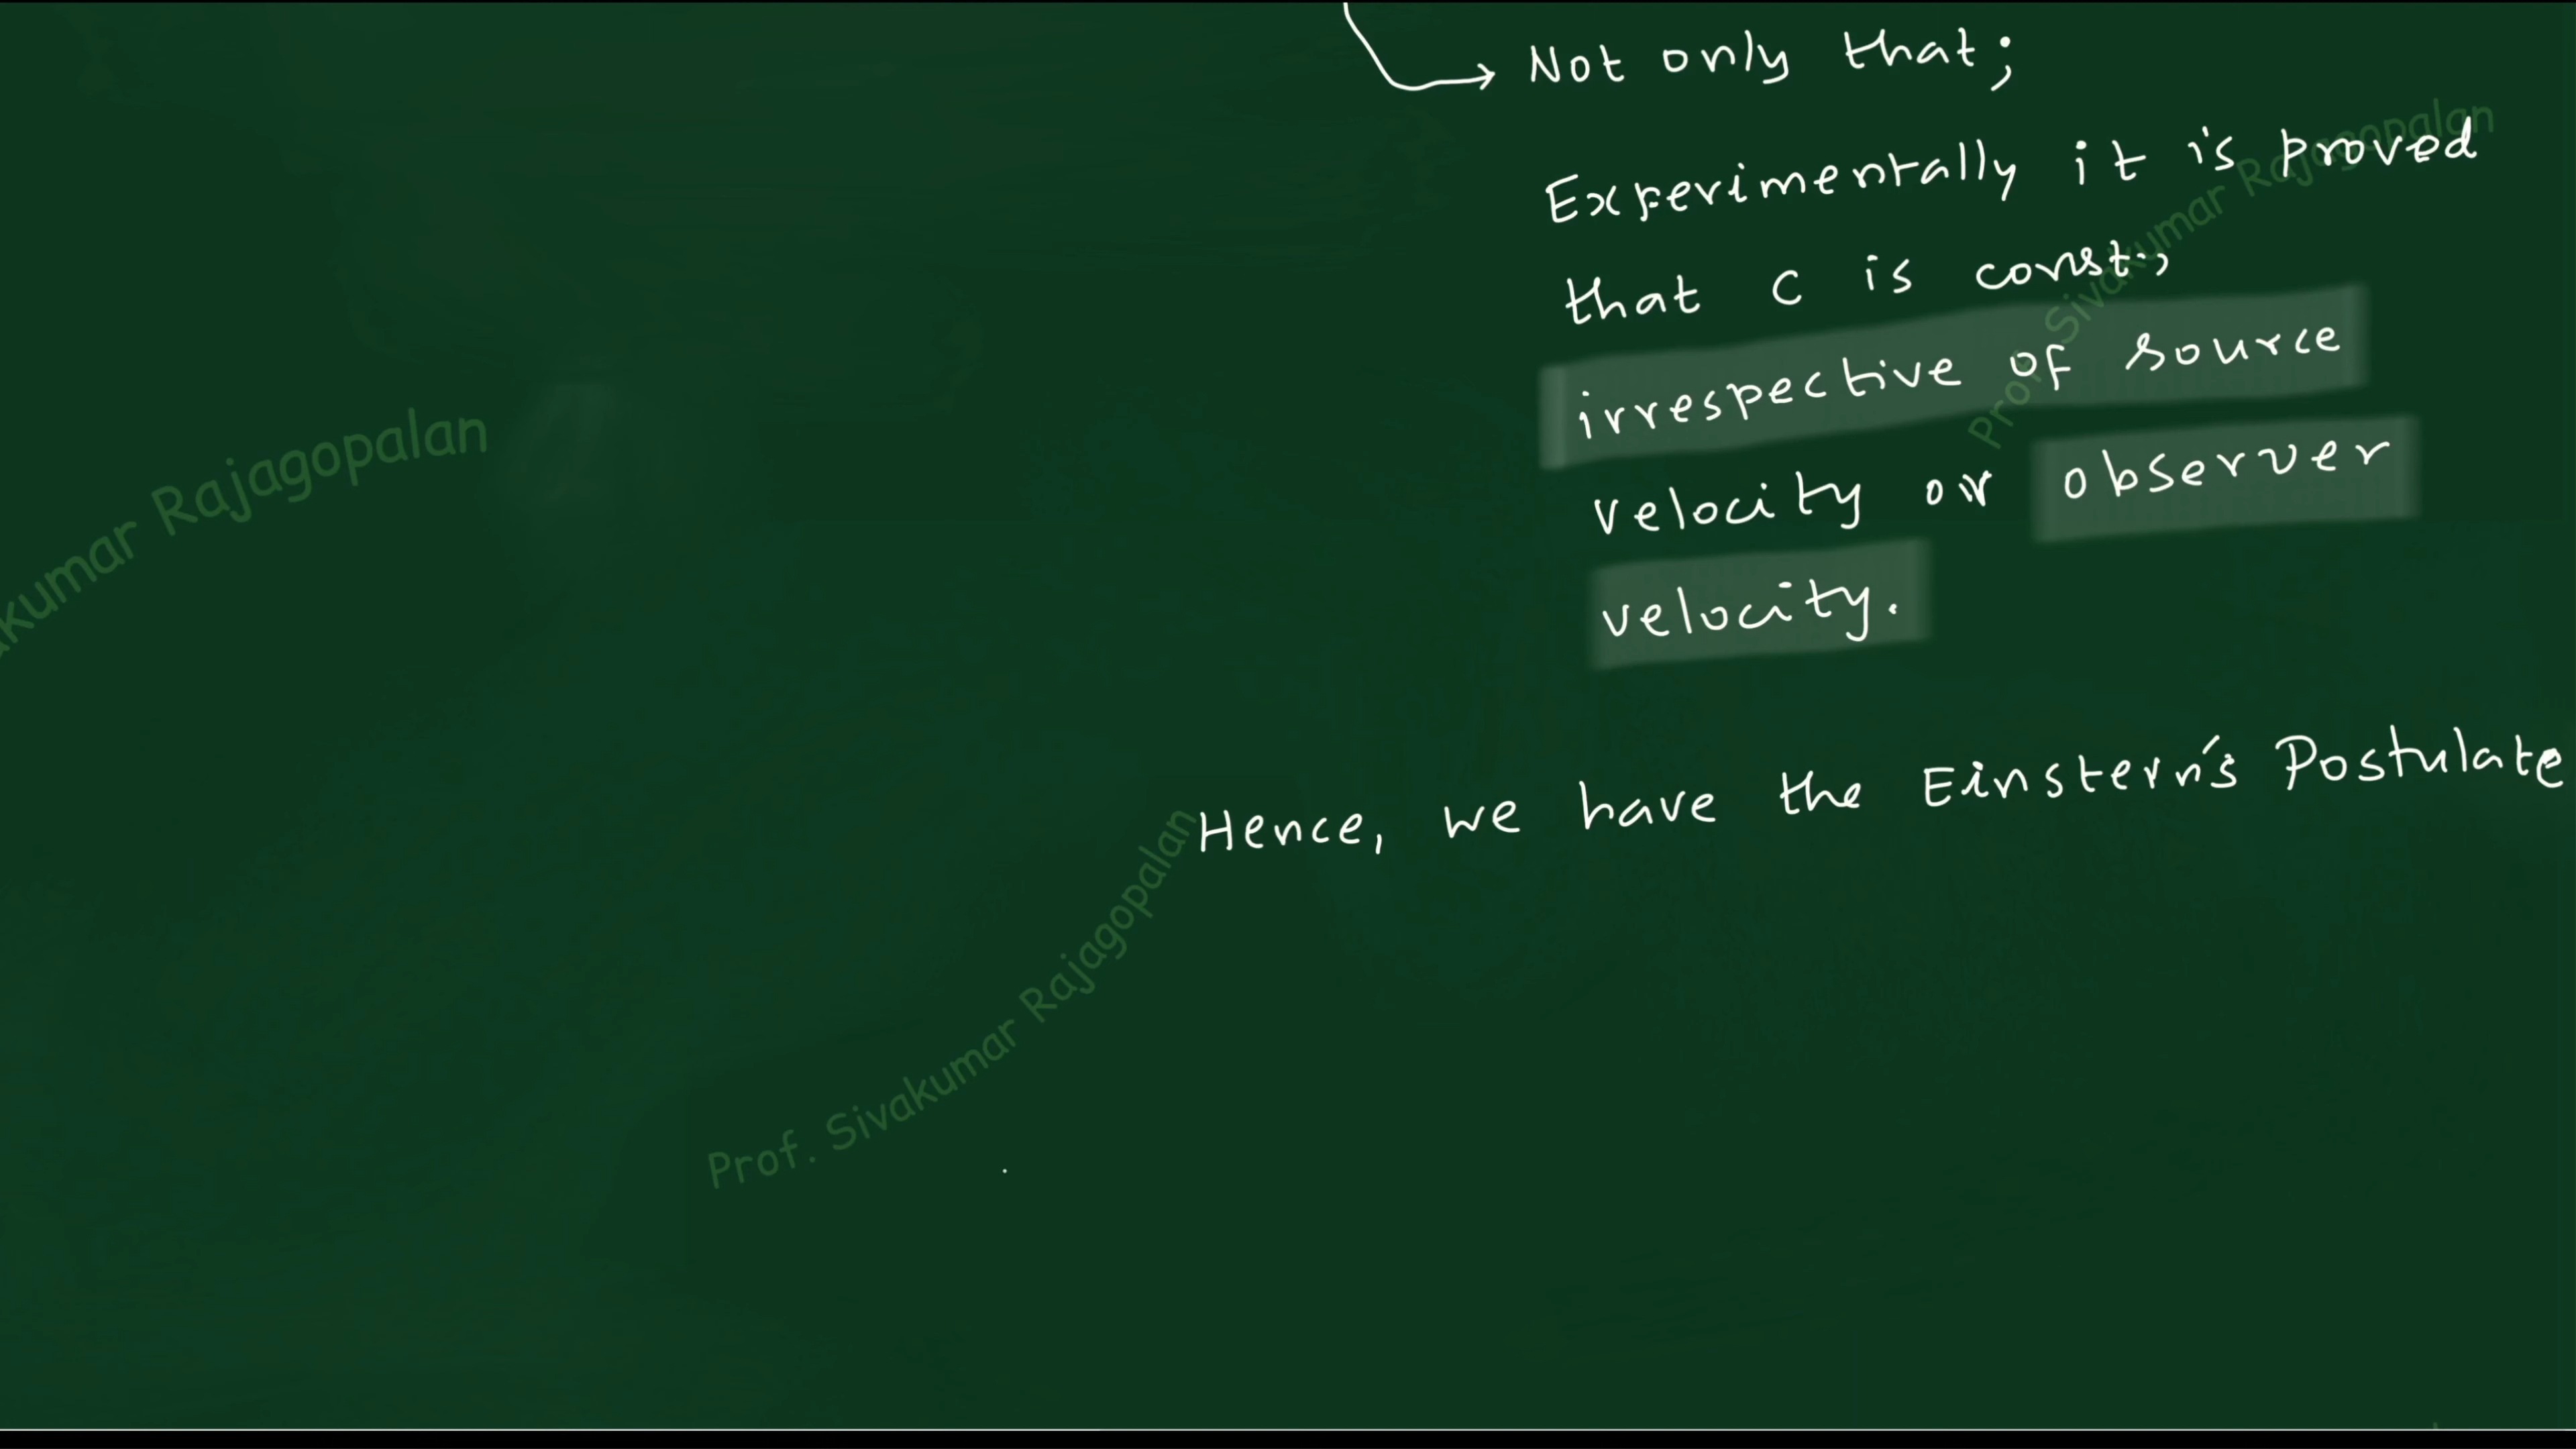 Not only that;
Experimentally it is proved
that c is const.,
irrespective of source
velocity or observer
velocity.
Hence, we have the Einstein's Postulate
kumar Rajagopalan
Prof. Sivakumar Rajagopalan
Prof. Sivakumar Rajagopalan